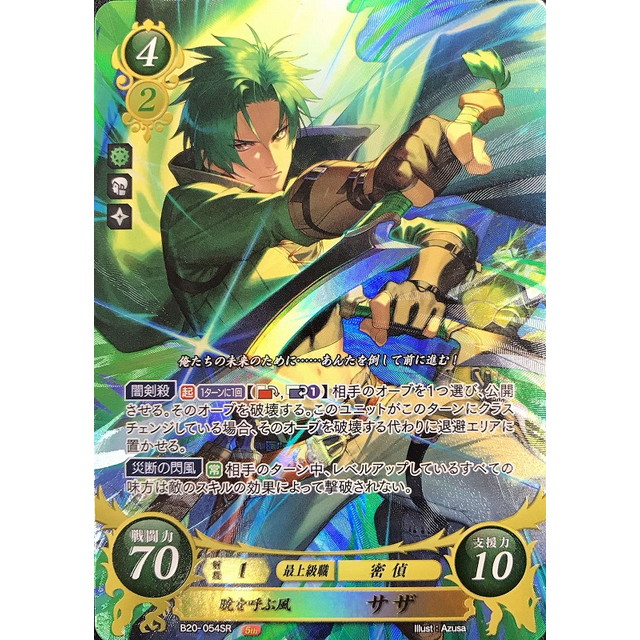 4
2
俺たちの未来のために……あんたを倒して前に進む！
闇剣殺 起 1ターンに1回【, 1】相手のオーブを1つ選び、公開
させる。そのオーブを破壊する。このユニットがこのターンにクラス
チェンジしている場合、そのオーブを破壊する代わりに退避エリアに
置かせる。
災断の閃風 常 相手のターン中、レベルアップしているすべての
味方は敵のスキルの効果によって撃破されない。
戦闘力
70
射程
1
最上級職
密偵
支援力
10
暁を呼ぶ風
サザ
B20-054SR
5th
Illust：Azusa